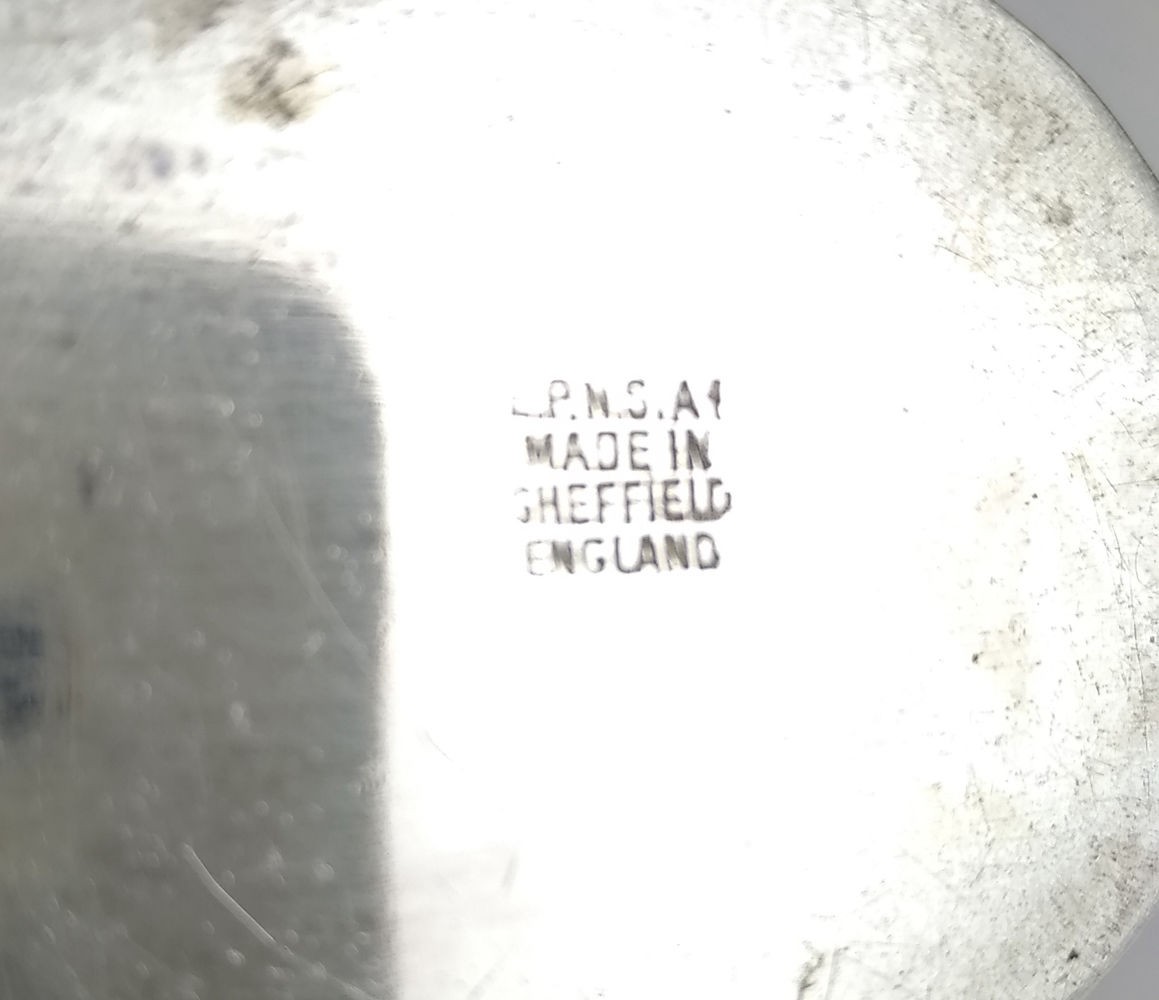 E.P.N.S. A1
MADE IN
SHEFFIELD
ENGLAND